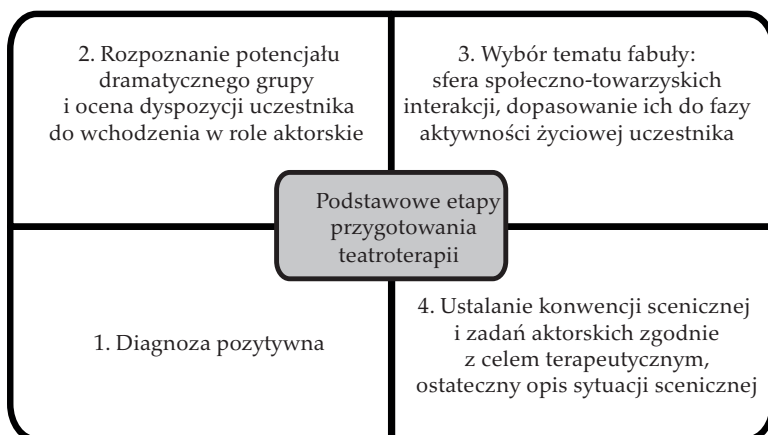 2. Rozpoznanie potencjału
dramatycznego grupy
i ocena dyspozycji uczestnika
do wchodzenia w role aktorskie
3. Wybór tematu fabuły:
sfera społeczno-towarzyskich
interakcji, dopasowanie ich do fazy
aktywności życiowej uczestnika
Podstawowe etapy
przygotowania
teatroterapii
1. Diagnoza pozytywna
4. Ustalanie konwencji scenicznej
i zadań aktorskich zgodnie
z celem terapeutycznym,
ostateczny opis sytuacji scenicznej